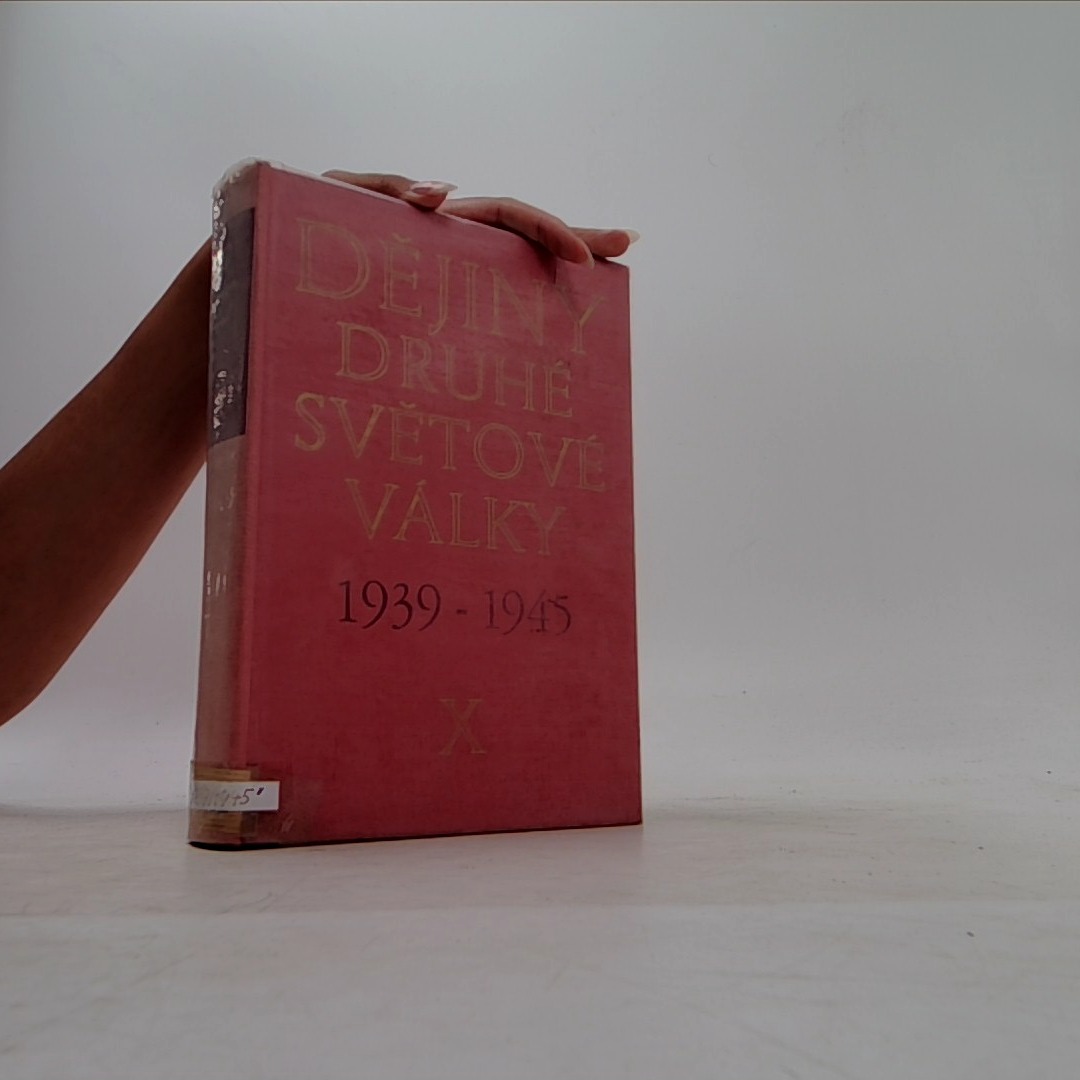 DĚJINY
DRUHÉ
SVĚTOVÉ
VÁLKY
1939 - 1945
X